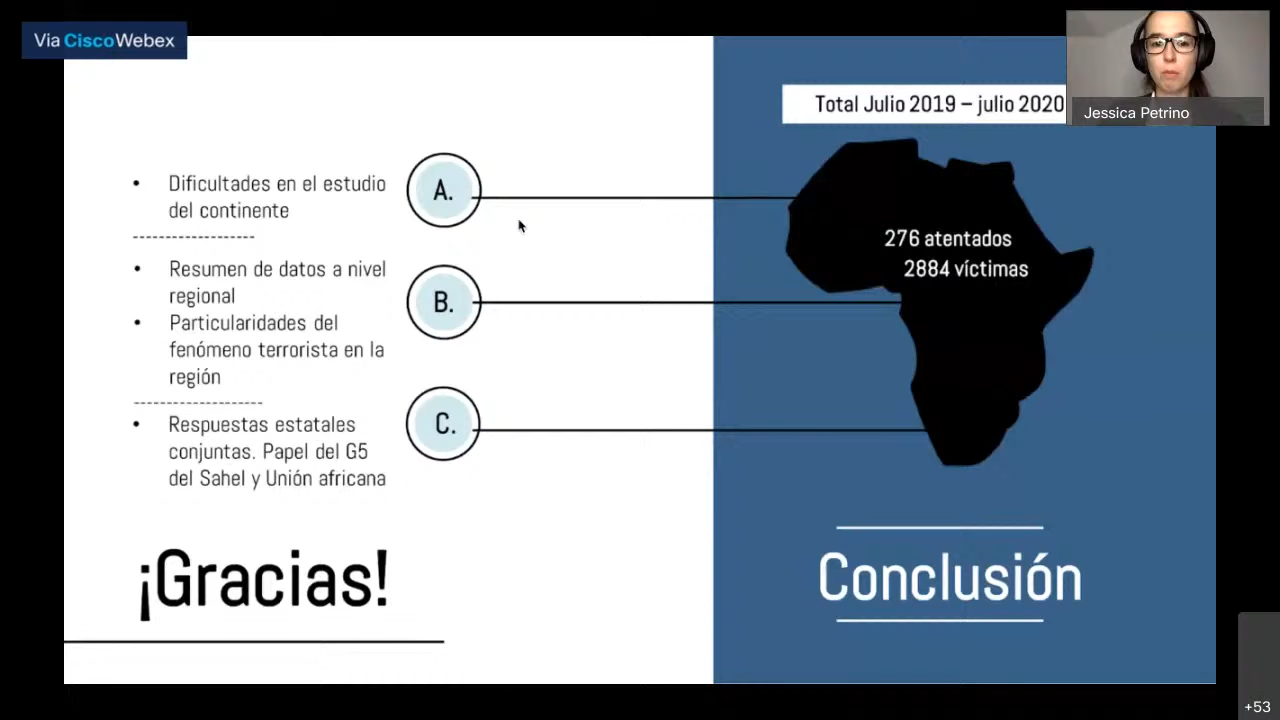 Via Cisco Webex
Total Julio 2019 – julio 2020
Jessica Petrino
• Dificultades en el estudio
del continente
-------------------
• Resumen de datos a nivel
regional
• Particularidades del
fenómeno terrorista en la
región
--------------------
• Respuestas estatales
conjuntas. Papel del G5
del Sahel y Unión africana
A.
B.
C.
276 atentados
2884 víctimas
¡Gracias!
Conclusión
+53